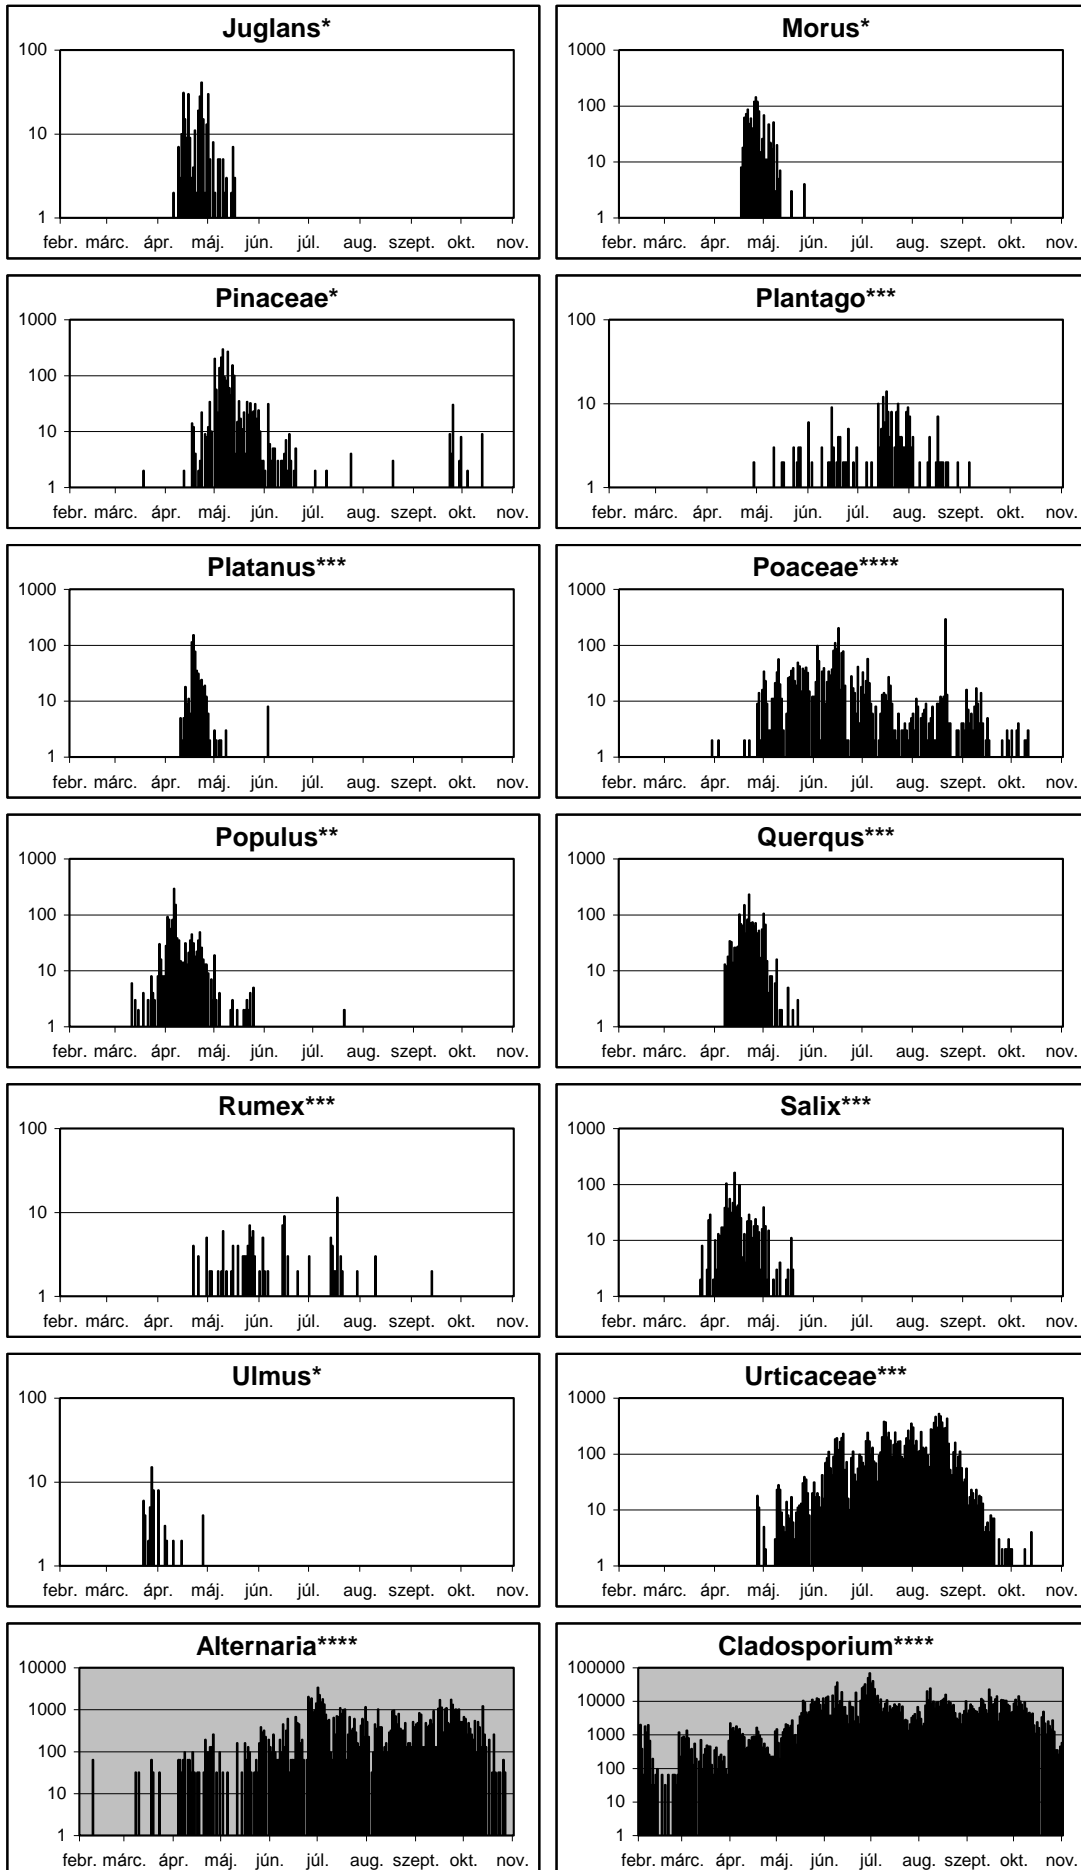 Juglans*
100
10
1
febr. márc. ápr. máj. jún. júl. aug. szept. okt. nov.
Morus*
1000
100
10
1
febr. márc. ápr. máj. jún. júl. aug. szept. okt. nov.
Pinaceae*
1000
100
10
1
febr. márc. ápr. máj. jún. júl. aug. szept. okt. nov.
Plantago***
100
10
1
febr. márc. ápr. máj. jún. júl. aug. szept. okt. nov.
Platanus***
1000
100
10
1
febr. márc. ápr. máj. jún. júl. aug. szept. okt. nov.
Poaceae****
1000
100
10
1
febr. márc. ápr. máj. jún. júl. aug. szept. okt. nov.
Populus**
1000
100
10
1
febr. márc. ápr. máj. jún. júl. aug. szept. okt. nov.
Querqus***
1000
100
10
1
febr. márc. ápr. máj. jún. júl. aug. szept. okt. nov.
Rumex***
100
10
1
febr. márc. ápr. máj. jún. júl. aug. szept. okt. nov.
Salix***
1000
100
10
1
febr. márc. ápr. máj. jún. júl. aug. szept. okt. nov.
Ulmus*
100
10
1
febr. márc. ápr. máj. jún. júl. aug. szept. okt. nov.
Urticaceae***
1000
100
10
1
febr. márc. ápr. máj. jún. júl. aug. szept. okt. nov.
Alternaria****
10000
1000
100
10
1
febr. márc. ápr. máj. jún. júl. aug. szept. okt. nov.
Cladosporium****
100000
10000
1000
100
10
1
febr. márc. ápr. máj. jún. júl. aug. szept. okt. nov.